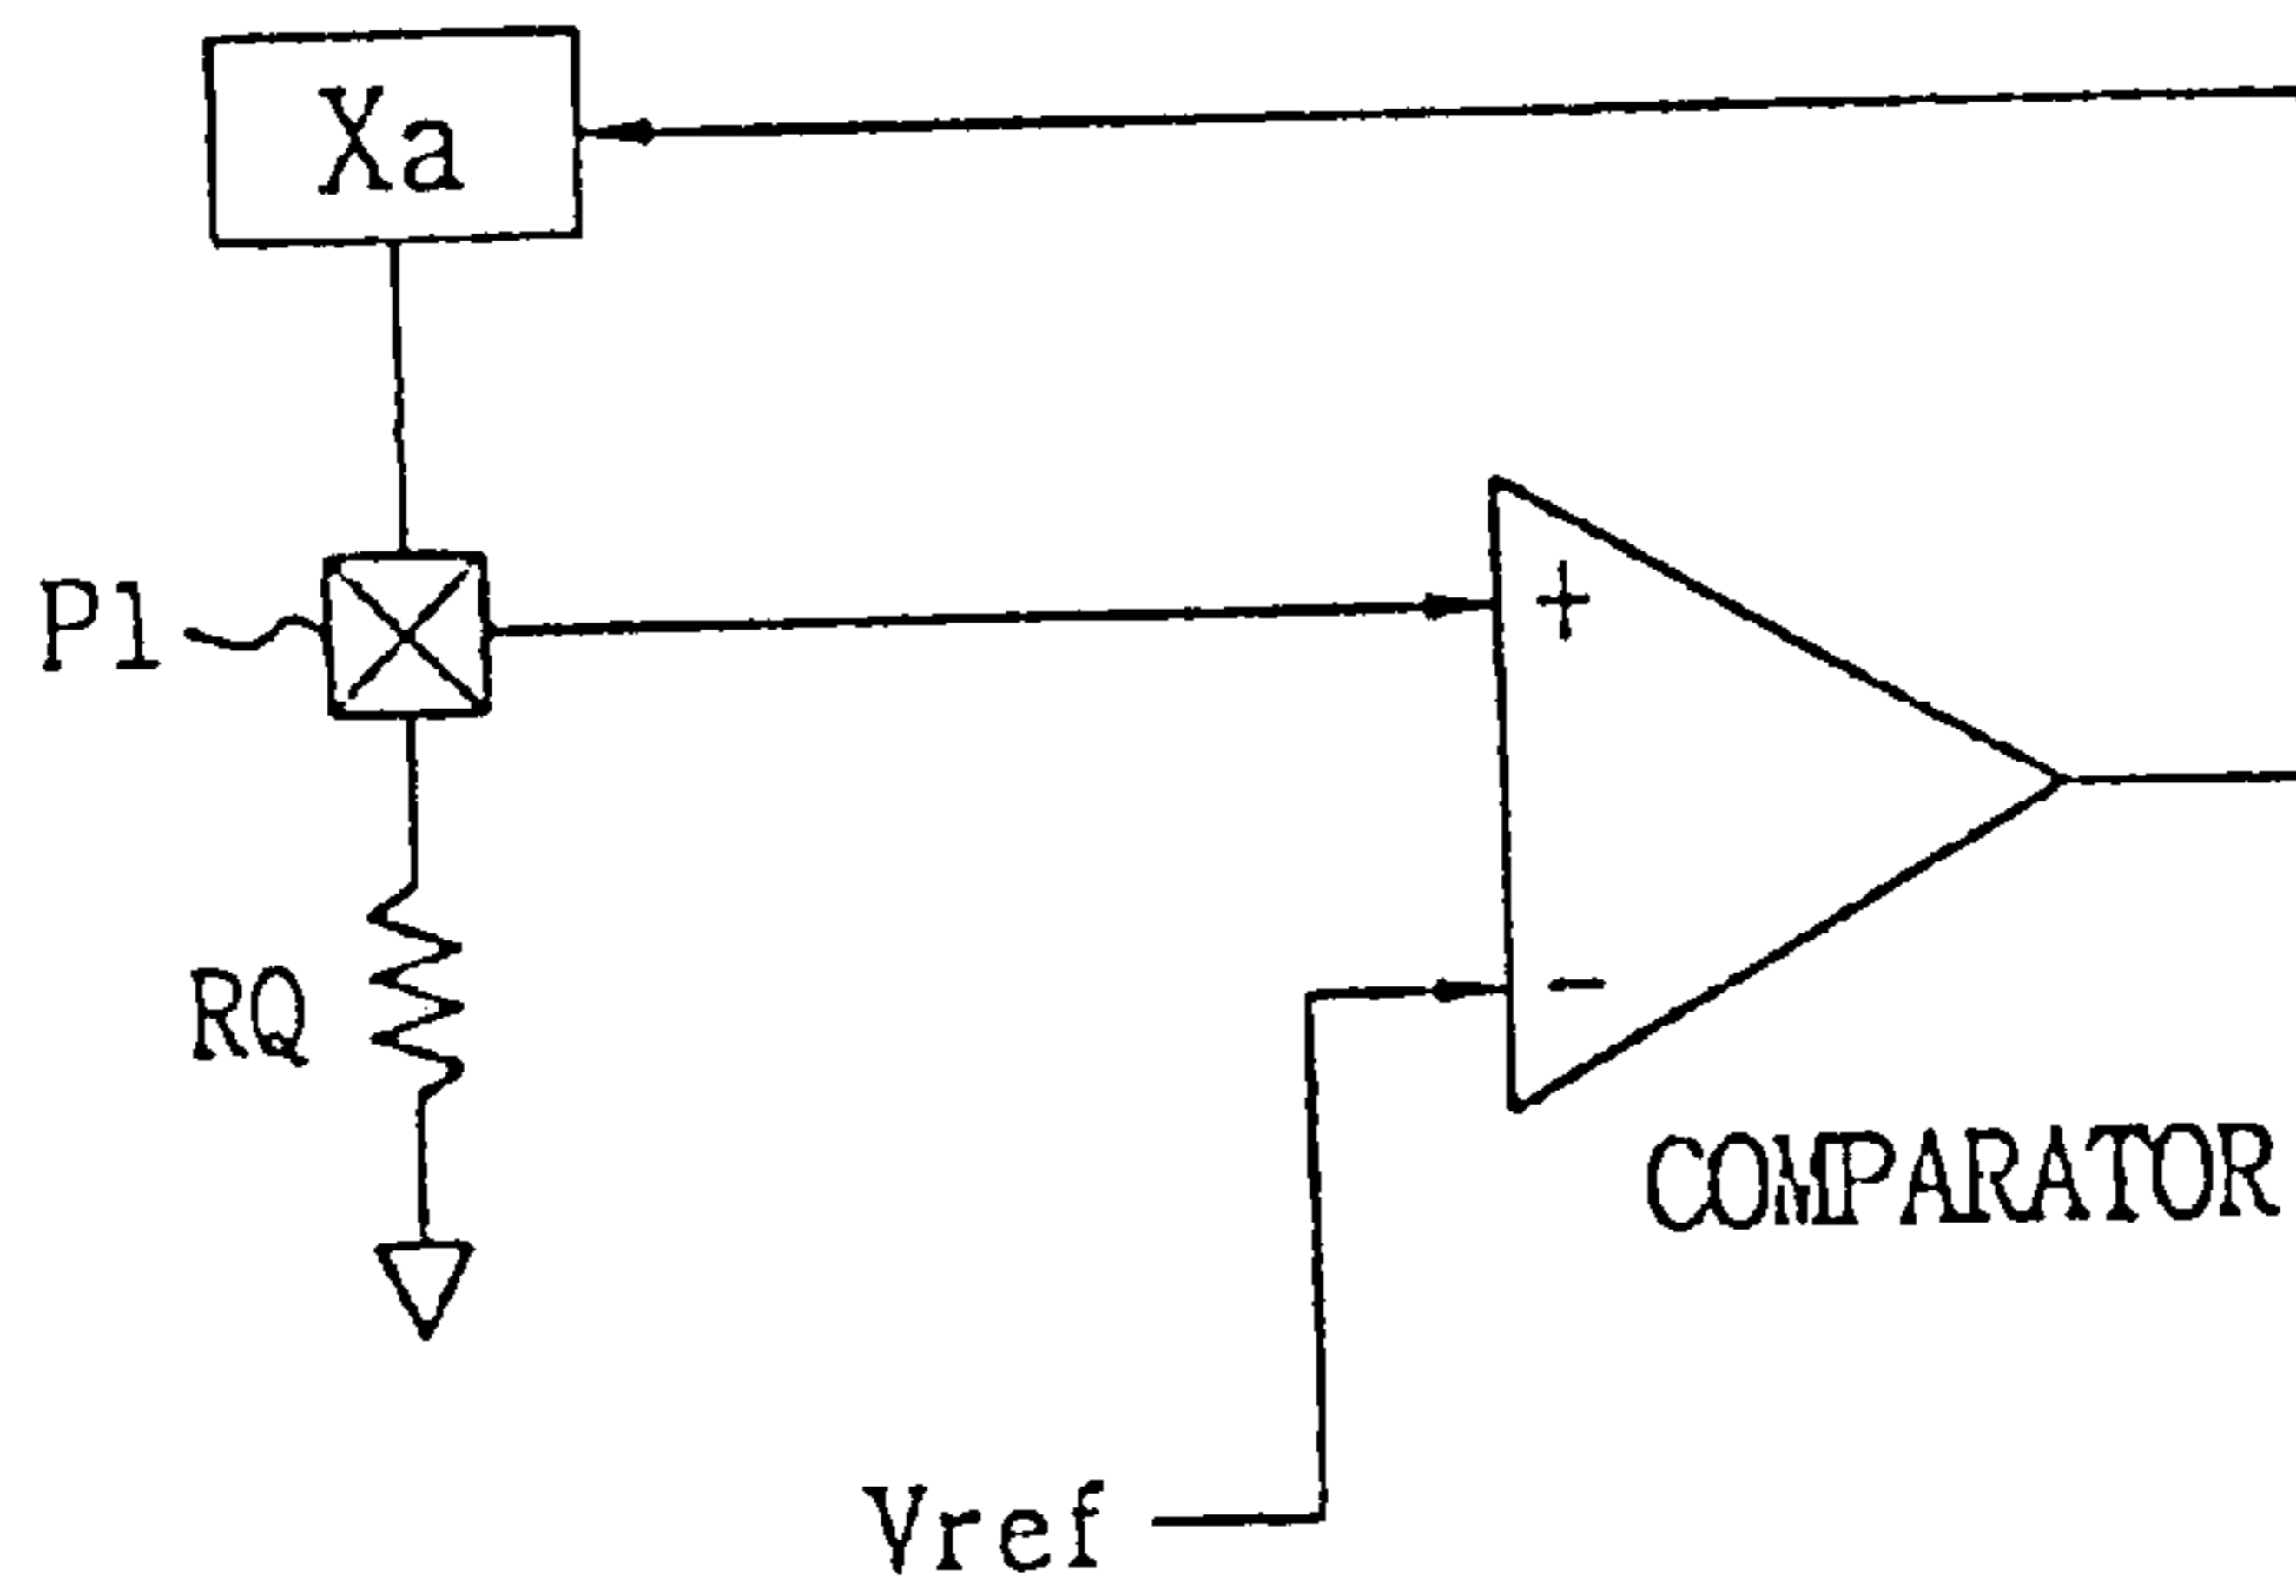 Xa
P1
+
RQ
-
COMPARATOR
Vref